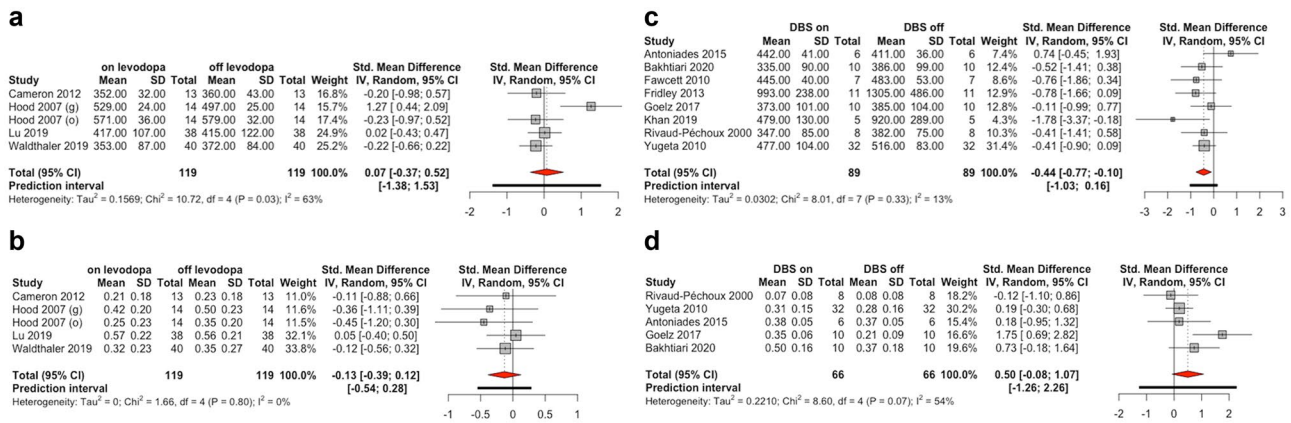 a
on levodopa off levodopa Std. Mean Difference Std. Mean Difference
Study Mean SD Total Mean SD Total Weight IV, Random, 95% CI IV, Random, 95% CI
Cameron 2012 352.00 32.00 13 360.00 43.00 13 16.8% -0.20 (-0.98; 0.57)
Hood 2007 (g) 529.00 24.00 14 497.00 25.00 14 15.7% 1.27 (0.44; 2.09)
Hood 2007 (o) 571.00 36.00 14 579.00 32.00 14 17.4% -0.23 (-0.97; 0.52)
Lu 2019 417.00 107.00 38 415.00 122.00 38 24.9% 0.02 (-0.43; 0.47)
Waldthaler 2019 353.00 87.00 40 372.00 84.00 40 25.2% -0.22 (-0.66; 0.22)
Total (95% CI) 119 119 100.0% 0.07 (-0.37; 0.52)
Prediction interval [-1.38; 1.53]
Heterogeneity: Tau² = 0.1569; Chi² = 10.72, df = 4 (P = 0.03); I² = 63%
-2 -1 0 1 2
b
on levodopa off levodopa Std. Mean Difference Std. Mean Difference
Study Mean SD Total Mean SD Total Weight IV, Random, 95% CI IV, Random, 95% CI
Cameron 2012 0.21 0.18 13 0.23 0.18 13 11.0% -0.11 (-0.88; 0.66)
Hood 2007 (g) 0.42 0.20 14 0.50 0.23 14 11.6% -0.36 (-1.11; 0.39)
Hood 2007 (o) 0.25 0.23 14 0.35 0.20 14 11.5% -0.45 (-1.20; 0.30)
Lu 2019 0.57 0.22 38 0.56 0.21 38 32.1% 0.05 (-0.40; 0.50)
Waldthaler 2019 0.32 0.23 40 0.35 0.27 40 33.8% -0.12 (-0.56; 0.32)
Total (95% CI) 119 119 100.0% -0.13 (-0.39; 0.12)
Prediction interval [-0.54; 0.28]
Heterogeneity: Tau² = 0; Chi² = 1.66, df = 4 (P = 0.80); I² = 0%
-1 -0.5 0 0.5 1
c
DBS on DBS off Std. Mean Difference Std. Mean Difference
Study Mean SD Total Mean SD Total Weight IV, Random, 95% CI IV, Random, 95% CI
Antoniades 2015 442.00 41.00 6 411.00 36.00 6 7.4% 0.74 (-0.45; 1.93)
Bakhtiari 2020 335.00 90.00 10 386.00 99.00 10 12.6% -0.52 (-1.41; 0.38)
Fawcett 2010 445.00 40.00 7 483.00 53.00 7 8.6% -0.76 (-1.86; 0.34)
Fridley 2013 993.00 238.00 11 1305.00 486.00 11 13.2% -0.78 (-1.66; 0.09)
Goelz 2017 373.00 101.00 10 385.00 104.00 10 12.9% -0.11 (-0.99; 0.77)
Khan 2019 479.00 130.00 5 920.00 289.00 5 4.3% -1.78 (-3.37; -0.18)
Rivaud-Péchoux 2000 347.00 85.00 8 382.00 75.00 8 10.3% -0.41 (-1.41; 0.58)
Yugeta 2010 477.00 104.00 32 516.00 83.00 32 31.4% -0.41 (-0.90; 0.09)
Total (95% CI) 89 89 100.0% -0.44 (-0.77; -0.10)
Prediction interval [-1.03; 0.16]
Heterogeneity: Tau² = 0.0302; Chi² = 8.01, df = 7 (P = 0.33); I² = 13%
-3 -2 -1 0 1 2 3
d
DBS on DBS off Std. Mean Difference Std. Mean Difference
Study Mean SD Total Mean SD Total Weight IV, Random, 95% CI IV, Random, 95% CI
Rivaud-Péchoux 2000 0.07 0.08 8 0.08 0.08 8 18.2% -0.12 (-1.10; 0.86)
Yugeta 2010 0.31 0.15 32 0.28 0.16 32 30.2% 0.19 (-0.30; 0.68)
Antoniades 2015 0.38 0.05 6 0.37 0.05 6 15.2% 0.18 (-0.95; 1.32)
Goelz 2017 0.35 0.06 10 0.21 0.09 10 16.9% 1.75 (0.69; 2.82)
Bakhtiari 2020 0.50 0.16 10 0.37 0.18 10 19.6% 0.73 (-0.18; 1.64)
Total (95% CI) 66 66 100.0% 0.50 (-0.08; 1.07)
Prediction interval [-1.26; 2.26]
Heterogeneity: Tau² = 0.2210; Chi² = 8.60, df = 4 (P = 0.07); I² = 54%
-2 -1 0 1 2